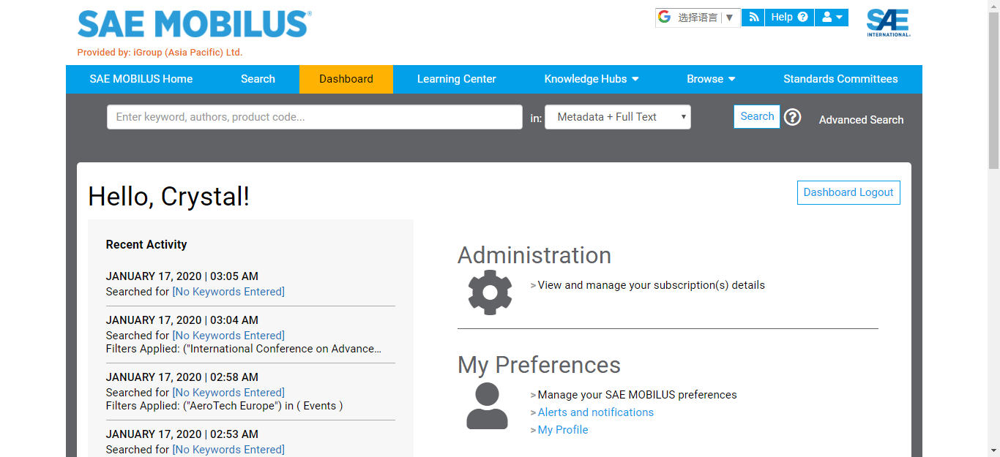 SAE MOBILUS®
选择语言 ▼
Help ?
SAE
INTERNATIONAL.
Provided by: iGroup (Asia Pacific) Ltd.
SAE MOBILUS Home
Search
Dashboard
Learning Center
Knowledge Hubs
Browse
Standards Committees
Enter keyword, authors, product code...
in:
Metadata + Full Text
Search
?
Advanced Search
Hello, Crystal!
Dashboard Logout
Recent Activity
JANUARY 17, 2020 | 03:05 AM
Searched for [No Keywords Entered]
JANUARY 17, 2020 | 03:04 AM
Searched for [No Keywords Entered]
Filters Applied: ("International Conference on Advance...
JANUARY 17, 2020 | 02:58 AM
Searched for [No Keywords Entered]
Filters Applied: ("AeroTech Europe") in ( Events )
JANUARY 17, 2020 | 02:53 AM
Searched for [No Keywords Entered]
Administration
>View and manage your subscription(s) details
My Preferences
>Manage your SAE MOBILUS preferences
>Alerts and notifications
>My Profile